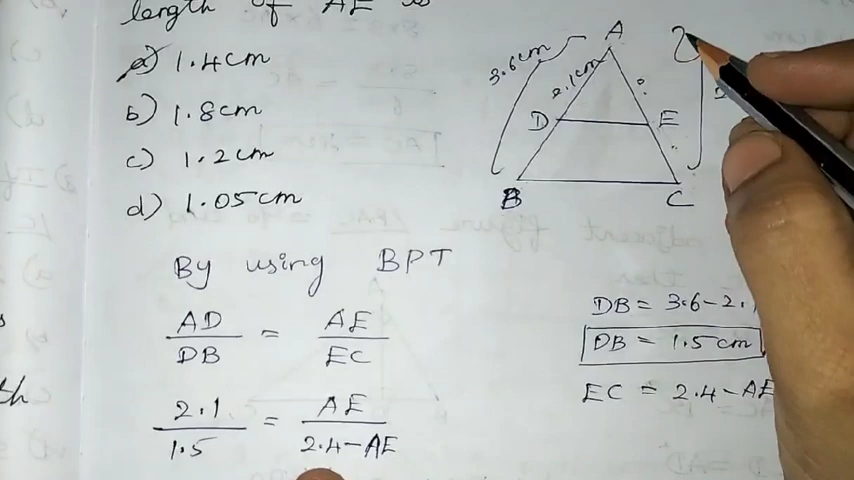 length of AE is
a) 1.4cm
b) 1.8cm
c) 1.2cm
d) 1.05cm
A
3.6cm
2.1cm
?
D
E
B
C
By using BPT
AD/DB = AE/EC
2.1/1.5 = AE/2.4-AE
DB = 3.6-2.1
DB = 1.5cm
EC = 2.4-AE